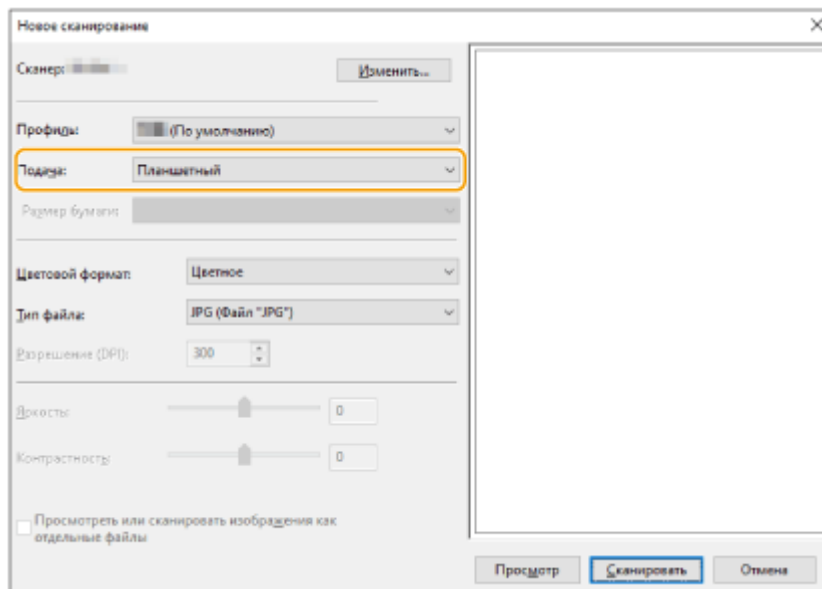 Новое сканирование
Сканер:
Изменить...
Профиль:
(По умолчанию)
Подача:
Планшетный
Размер бумаги:
Цветовой формат:
Цветное
Тип файла:
JPG (Файл "JPG")
Разрешение (DPI):
300
Яркость:
0
Контрастность:
0
Просмотреть или сканировать изображения как
отдельные файлы
Просмотр
Сканировать
Отмена